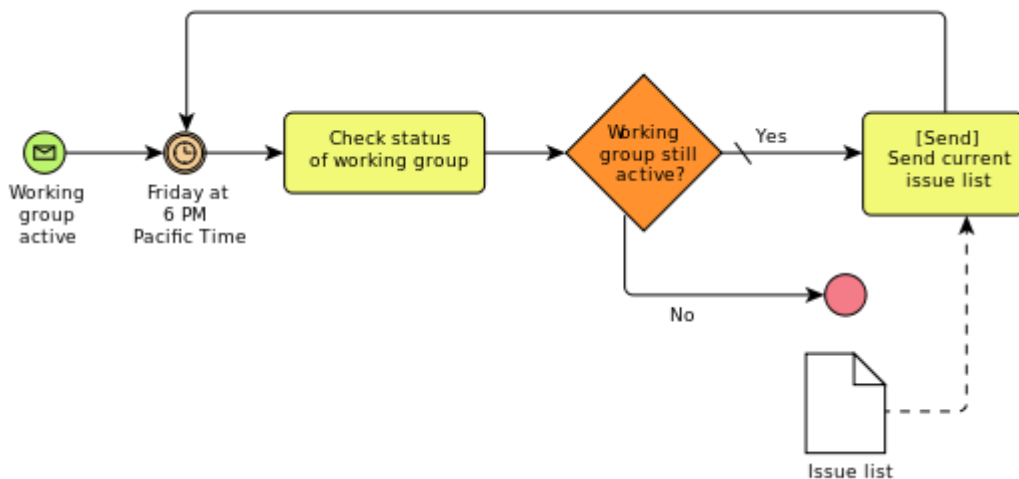 Working
group
active
Friday at
6 PM
Pacific Time
Check status
of working group
Working
group still
active?
Yes
No
[Send]
Send current
issue list
Issue list